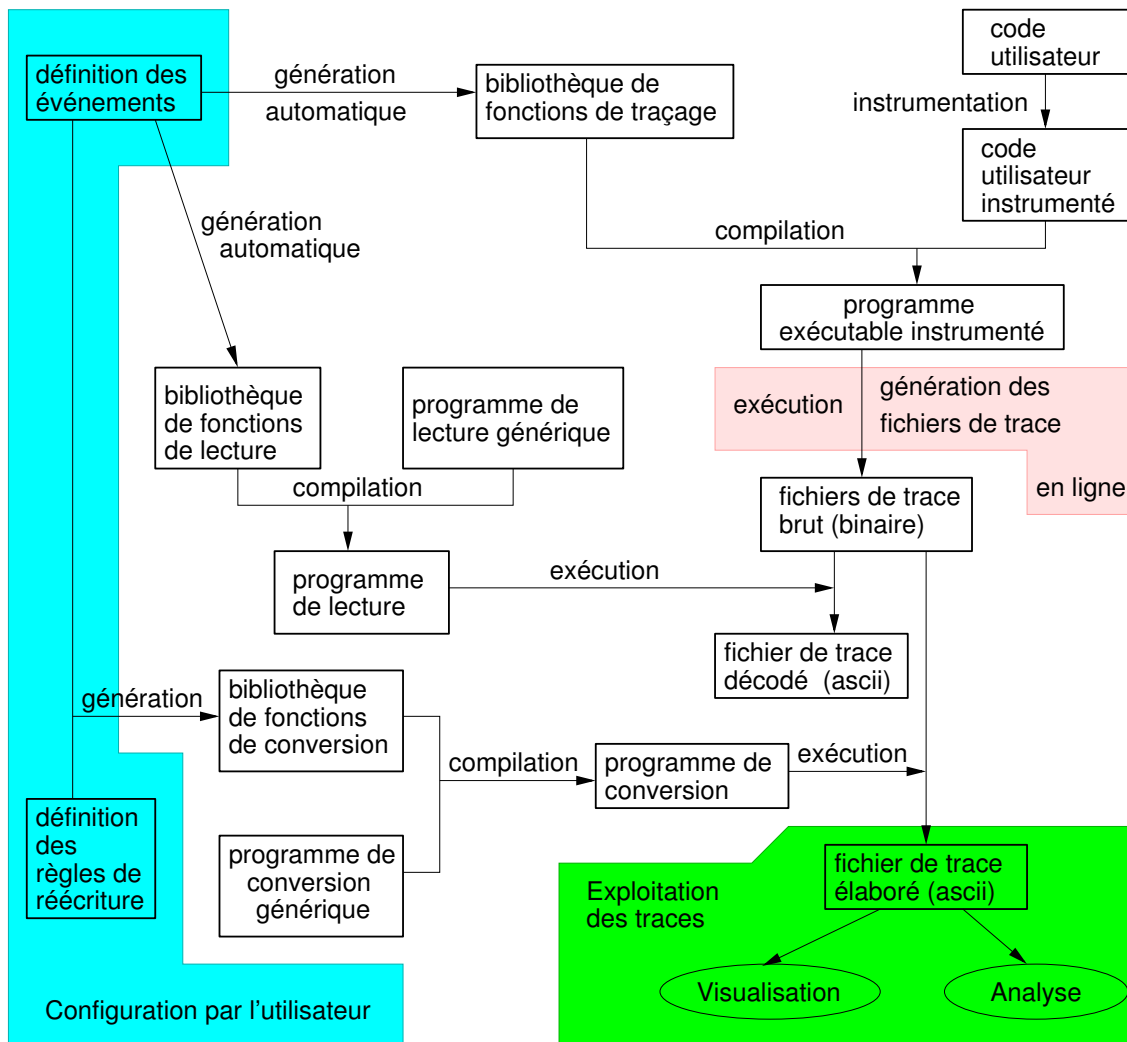 code
utilisateur
définition des
événements
génération
automatique
bibliothèque de
fonctions de traçage
instrumentation
code
utilisateur
instrumenté
génération
automatique
compilation
programme
exécutable instrumenté
bibliothèque
de fonctions
de lecture
programme de
lecture générique
exécution
génération des
fichiers de trace
en ligne
compilation
fichiers de trace
brut (binaire)
programme
de lecture
exécution
fichier de trace
décodé (ascii)
génération
bibliothèque
de fonctions
de conversion
compilation
programme de
conversion
exécution
définition
des
règles de
réécriture
programme de
conversion
générique
Exploitation
des traces
fichier de trace
élaboré (ascii)
Visualisation
Analyse
Configuration par l'utilisateur